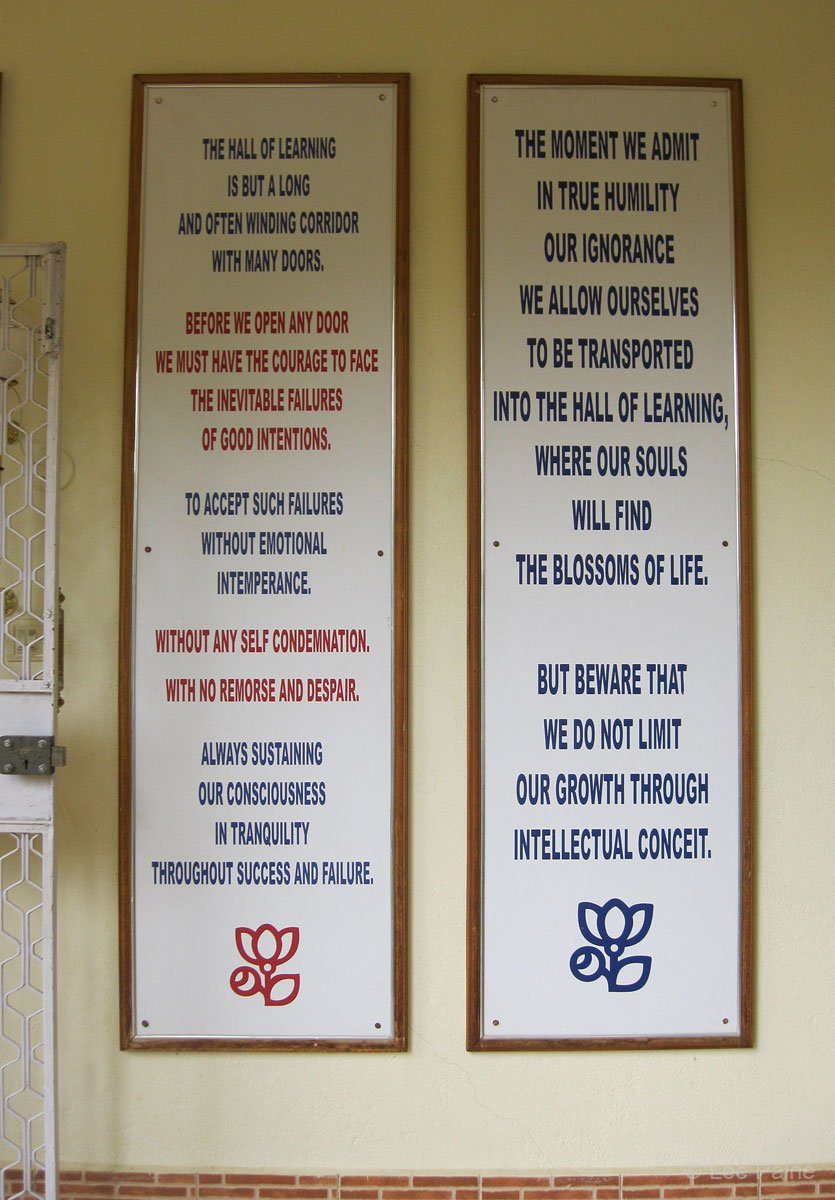 THE HALL OF LEARNING
IS BUT A LONG
AND OFTEN WINDING CORRIDOR
WITH MANY DOORS.
BEFORE WE OPEN ANY DOOR
WE MUST HAVE THE COURAGE TO FACE
THE INEVITABLE FAILURES
OF GOOD INTENTIONS.
TO ACCEPT SUCH FAILURES
WITHOUT EMOTIONAL
INTEMPERANCE.
WITHOUT ANY SELF CONDEMNATION.
WITH NO REMORSE AND DESPAIR.
ALWAYS SUSTAINING
OUR CONSCIOUSNESS
IN TRANQUILITY
THROUGHOUT SUCCESS AND FAILURE.
THE MOMENT WE ADMIT
IN TRUE HUMILITY
OUR IGNORANCE
WE ALLOW OURSELVES
TO BE TRANSPORTED
INTO THE HALL OF LEARNING,
WHERE OUR SOULS
WILL FIND
THE BLOSSOMS OF LIFE.
BUT BEWARE THAT
WE DO NOT LIMIT
OUR GROWTH THROUGH
INTELLECTUAL CONCEIT.